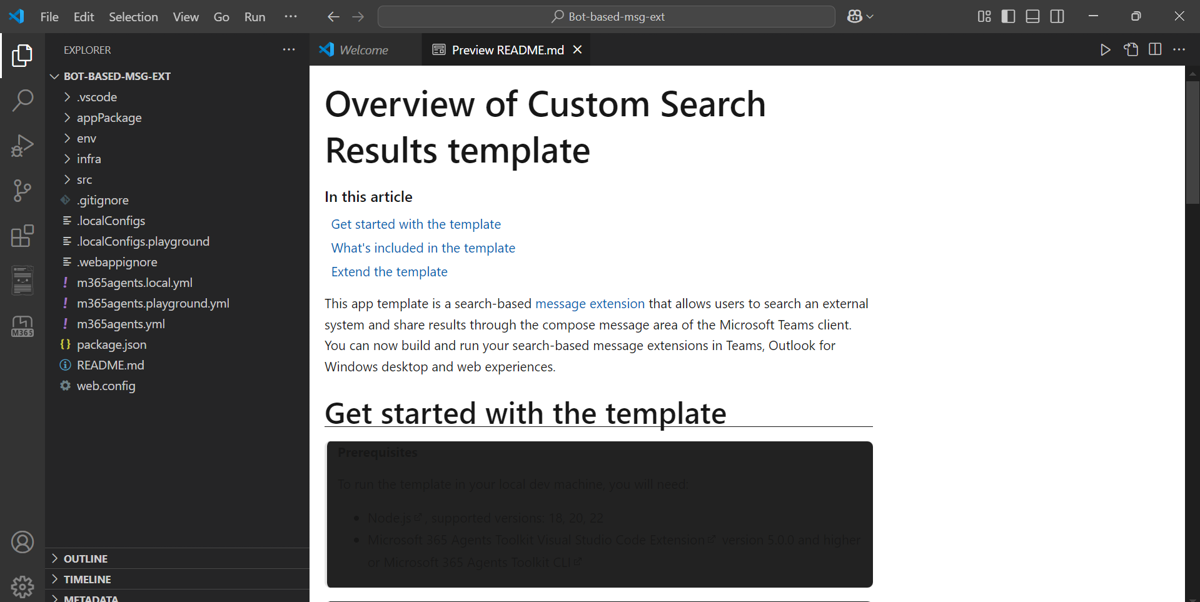 File Edit Selection View Go Run ··· Bot-based-msg-ext
EXPLORER ··· Welcome Preview README.md
BOT-BASED-MSG-EXT
.vscode
appPackage
env
infra
src
.gitignore
.localConfigs
.localConfigs.playground
.webappignore
! m365agents.local.yml
! m365agents.playground.yml
! m365agents.yml
{} package.json
README.md
web.config
M365
OUTLINE
TIMELINE
METADATA
Overview of Custom Search
Results template
In this article
Get started with the template
What's included in the template
Extend the template
This app template is a search-based message extension that allows users to search an external
system and share results through the compose message area of the Microsoft Teams client.
You can now build and run your search-based message extensions in Teams, Outlook for
Windows desktop and web experiences.
Get started with the template
Prerequisites
To run the template in your local dev machine, you will need:
• Node.js, supported versions: 18, 20, 22
• Microsoft 365 Agents Toolkit Visual Studio Code Extension version 5.0.0 and higher
or Microsoft 365 Agents Toolkit CLI